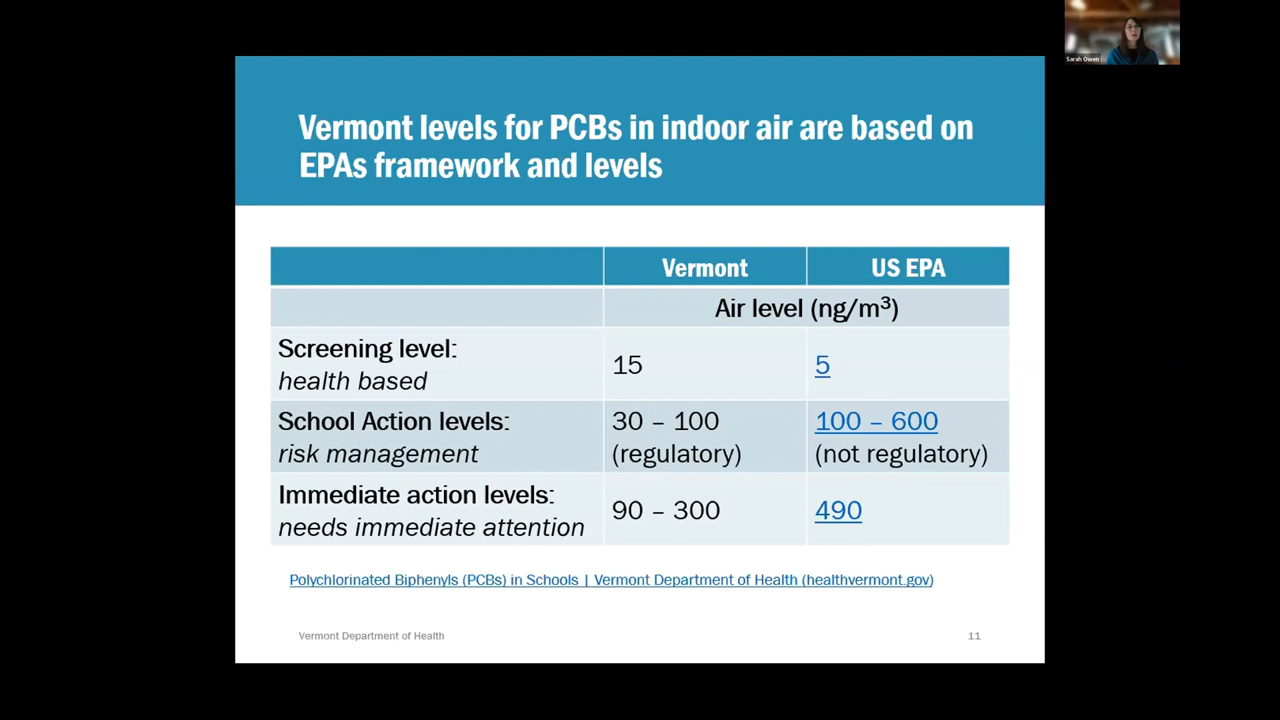 Sarah Owen
Vermont levels for PCBs in indoor air are based on
EPAs framework and levels
Vermont US EPA
Air level (ng/m³)
Screening level:
health based
15 5
School Action levels:
risk management
30 – 100
(regulatory)
100 – 600
(not regulatory)
Immediate action levels:
needs immediate attention
90 – 300 490
Polychlorinated Biphenyls (PCBs) in Schools | Vermont Department of Health (healthvermont.gov)
Vermont Department of Health 11